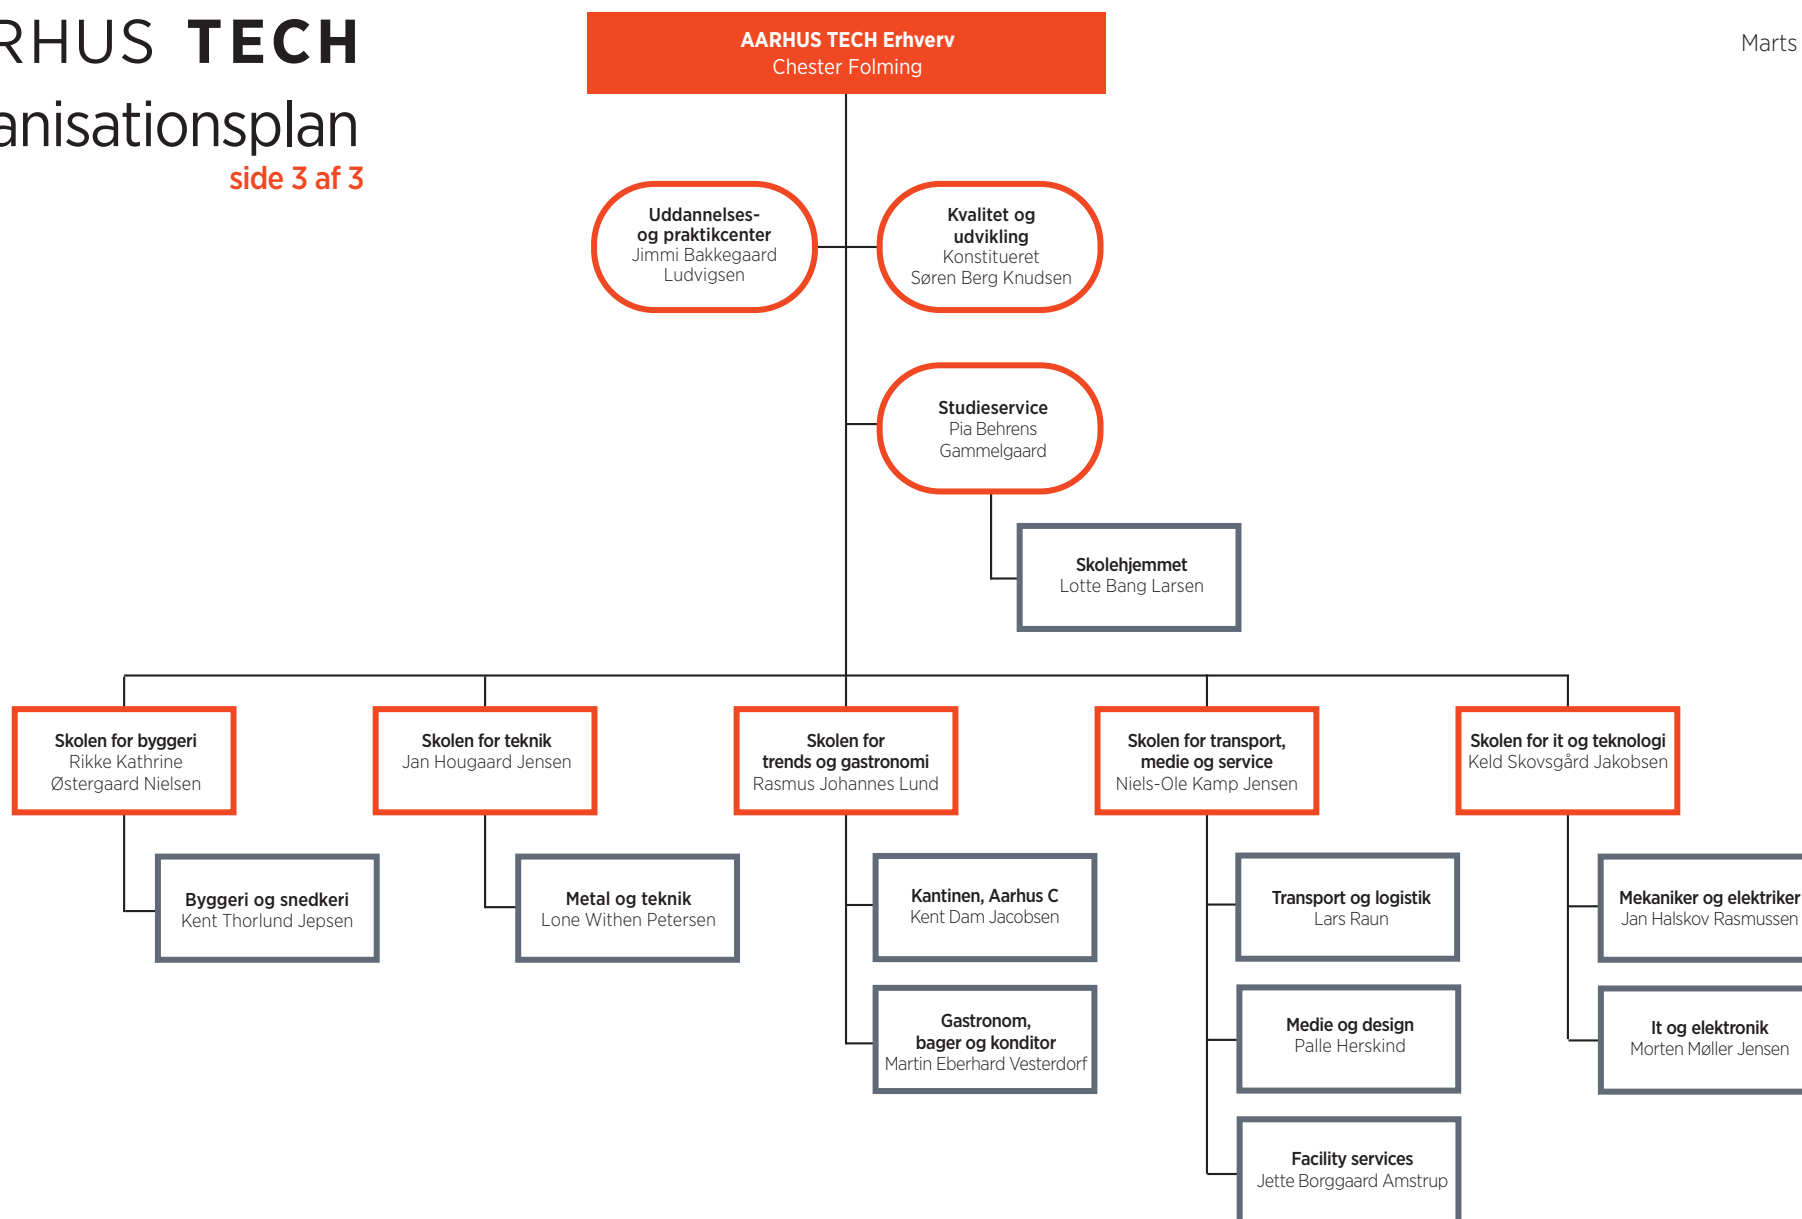 RHUS TECH
anisationsplan
side 3 af 3
Marts
AARHUS TECH Erhverv
Chester Folming
Uddannelses-
og praktikcenter
Jimmi Bakkegaard
Ludvigsen
Kvalitet og
udvikling
Konstitueret
Søren Berg Knudsen
Studieservice
Pia Behrens
Gammelgaard
Skolehjemmet
Lotte Bang Larsen
Skolen for byggeri
Rikke Kathrine
Østergaard Nielsen
Skolen for teknik
Jan Hougaard Jensen
Skolen for
trends og gastronomi
Rasmus Johannes Lund
Skolen for transport,
medie og service
Niels-Ole Kamp Jensen
Skolen for it og teknologi
Keld Skovsgård Jakobsen
Byggeri og snedkeri
Kent Thorlund Jepsen
Metal og teknik
Lone Withen Petersen
Kantinen, Aarhus C
Kent Dam Jacobsen
Gastronom,
bager og konditor
Martin Eberhard Vesterdorf
Transport og logistik
Lars Raun
Medie og design
Palle Herskind
Facility services
Jette Borggaard Amstrup
Mekaniker og elektriker
Jan Halskov Rasmussen
It og elektronik
Morten Møller Jensen